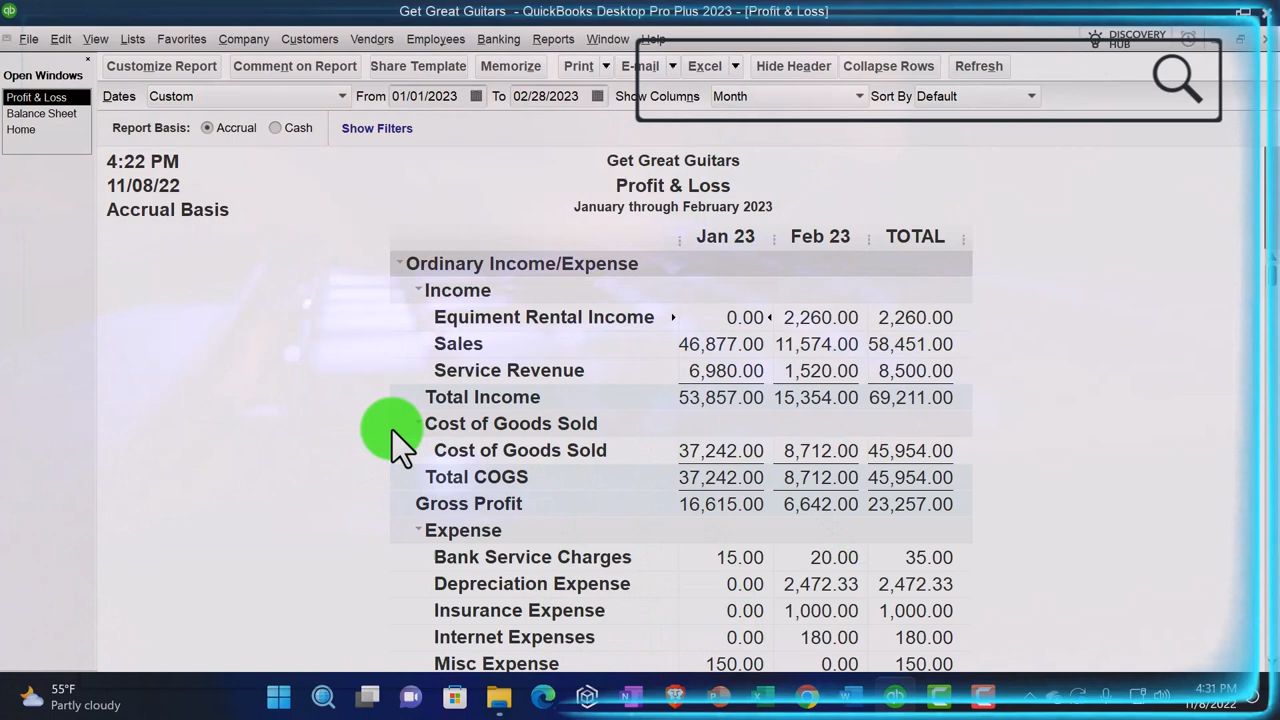 Get Great Guitars - QuickBooks Desktop Pro Plus 2023 - [Profit & Loss]
File Edit View Lists Favorites Company Customers Vendors Employees Banking Reports Window Help
DISCOVERY
HUB
Open Windows
Profit & Loss
Balance Sheet
Home
Customize Report Comment on Report Share Template Memorize Print E-mail Excel Hide Header Collapse Rows Refresh
Dates Custom From 01/01/2023 To 02/28/2023 Show Columns Month Sort By Default
Report Basis: Accrual Cash Show Filters
4:22 PM
11/08/22
Accrual Basis
Get Great Guitars
Profit & Loss
January through February 2023
Jan 23 Feb 23 TOTAL
Ordinary Income/Expense
Income
Equiment Rental Income 0.00 2,260.00 2,260.00
Sales 46,877.00 11,574.00 58,451.00
Service Revenue 6,980.00 1,520.00 8,500.00
Total Income 53,857.00 15,354.00 69,211.00
Cost of Goods Sold
Cost of Goods Sold 37,242.00 8,712.00 45,954.00
Total COGS 37,242.00 8,712.00 45,954.00
Gross Profit 16,615.00 6,642.00 23,257.00
Expense
Bank Service Charges 15.00 20.00 35.00
Depreciation Expense 0.00 2,472.33 2,472.33
Insurance Expense 0.00 1,000.00 1,000.00
Internet Expenses 0.00 180.00 180.00
Misc Expense 150.00 0.00 150.00
55°F
Partly cloudy
4:31 PM
11/8/2022